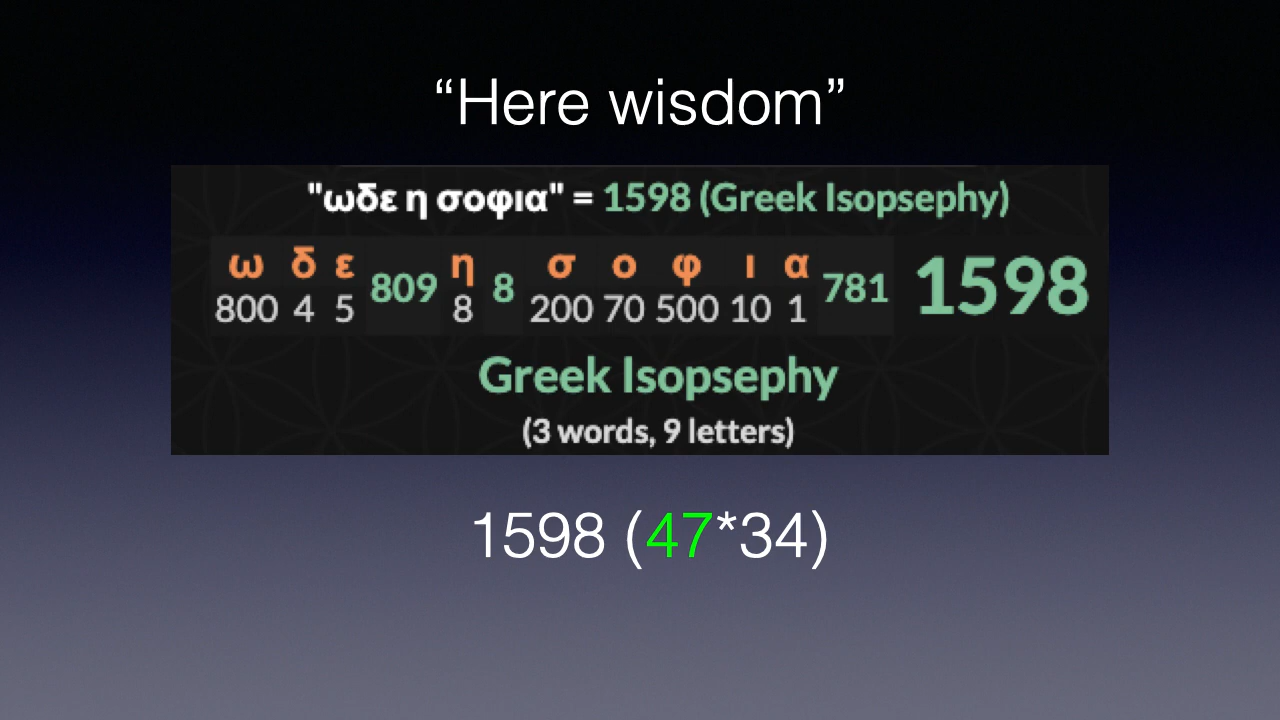 “Here wisdom”
"ωδε η σοφια" = 1598 (Greek Isopsephy)
ω δ ε 809 η 8 σ ο φ ι α 781 1598
800 4 5 8 200 70 500 10 1
Greek Isopsephy
(3 words, 9 letters)
1598 (47*34)